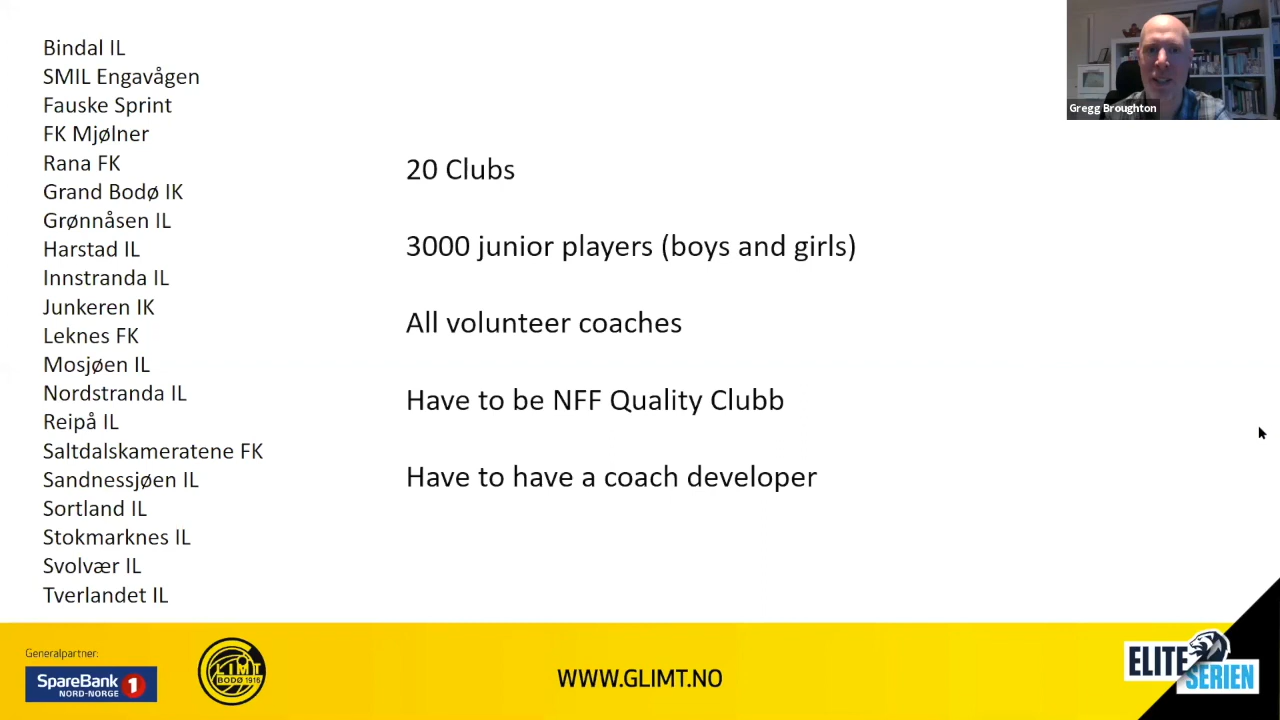 Bindal IL
SMIL Engavågen
Fauske Sprint
FK Mjølner
Rana FK
Grand Bodø IK
Grønnåsen IL
Harstad IL
Innstranda IL
Junkeren IK
Leknes FK
Mosjøen IL
Nordstranda IL
Reipå IL
Saltdalskameratene FK
Sandnessjøen IL
Sortland IL
Stokmarknes IL
Svolvær IL
Tverlandet IL
20 Clubs
3000 junior players (boys and girls)
All volunteer coaches
Have to be NFF Quality Clubb
Have to have a coach developer
Gregg Broughton
Generalpartner:
SpareBank 1
NORD-NORGE
GLIMT
BODØ 1916
WWW.GLIMT.NO
ELITE
SERIEN